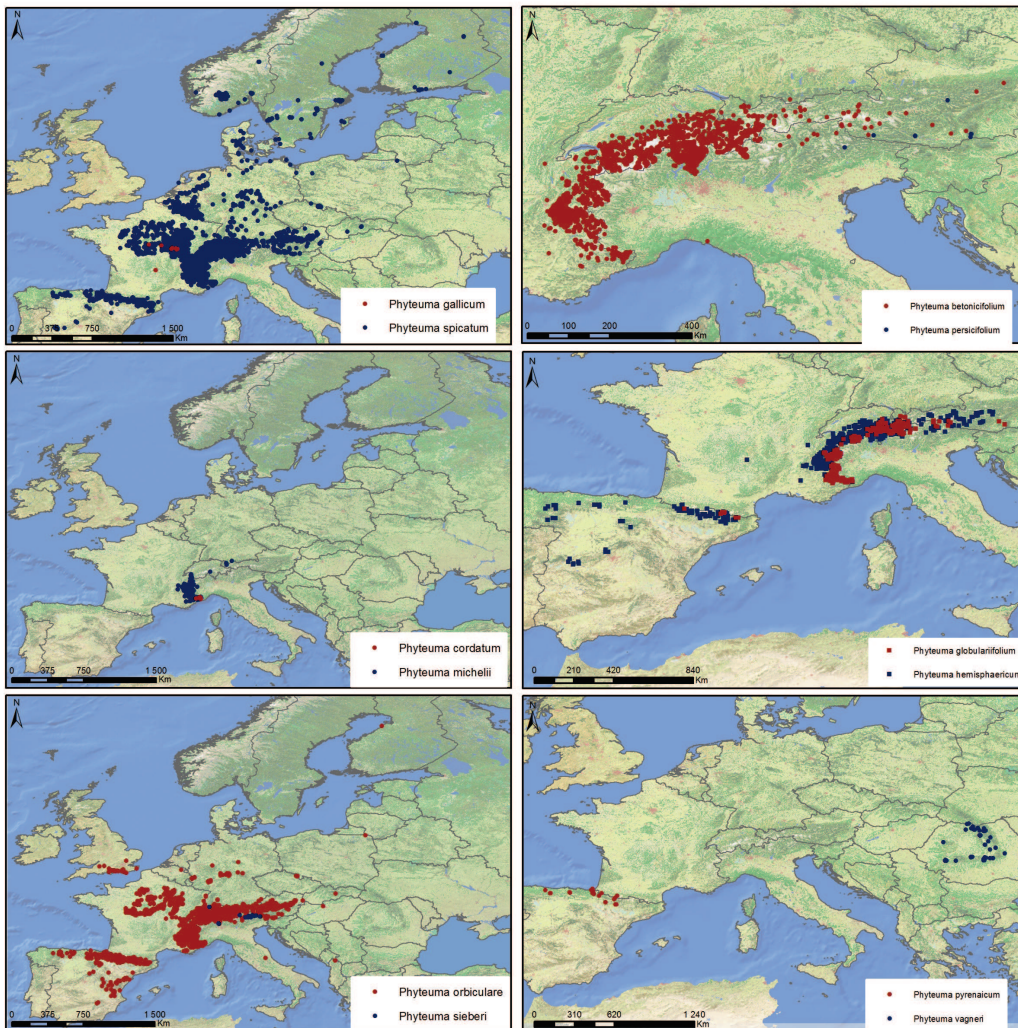 N
Phyteuma gallicum
Phyteuma spicatum
0 375 750 1 500
Km
N
Phyteuma betonicifolium
Phyteuma persicifolium
0 100 200 400
Km
N
Phyteuma cordatum
Phyteuma michelii
0 375 750 1 500
Km
N
Phyteuma globulariifolium
Phyteuma hemisphaericum
0 210 420 840
Km
N
Phyteuma orbiculare
Phyteuma sieberi
0 375 750 1 500
Km
N
Phyteuma pyrenaicum
Phyteuma vagneri
0 310 620 1 240
Km